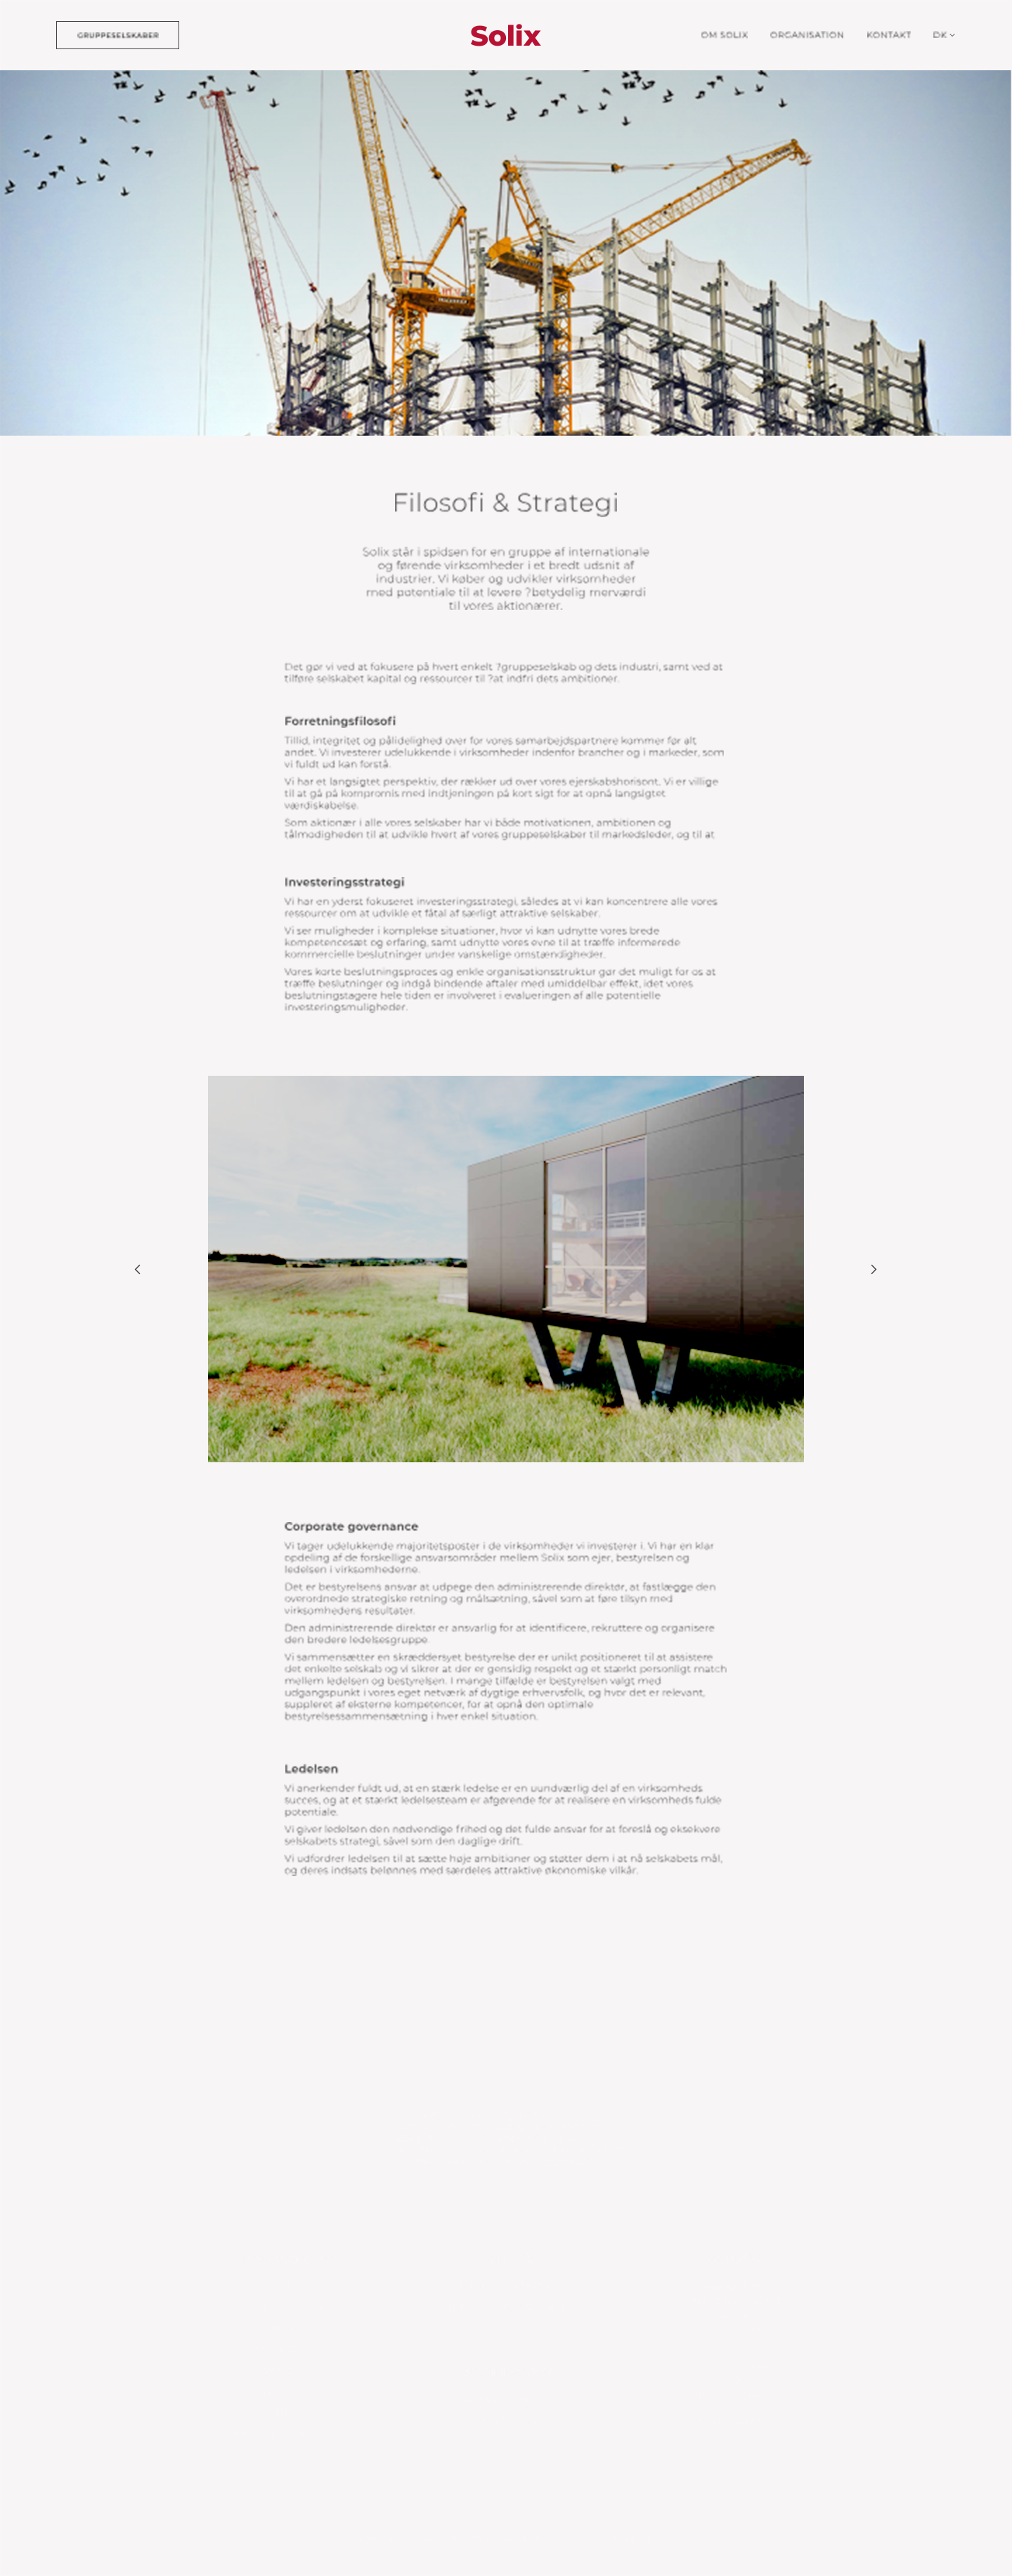 GRUPPESELSKABER
Solix
OM SOLIX
ORGANISATION
KONTAKT
DK
Filosofi & Strategi
Solix står i spidsen for en gruppe af internationale
og førende virksomheder i et bredt udsnit af
industrier. Vi køber og udvikler virksomheder
med potentiale til at levere ?betydelig merværdi
til vores aktionærer.
Det gør vi ved at fokusere på hvert enkelt ?gruppeselskab og dets industri, samt ved at
tilføre selskabet kapital og ressourcer til ?at indfri dets ambitioner.
Forretningsfilosofi
Tillid, integritet og pålidelighed over for vores samarbejdspartnere kommer før alt
andet. Vi investerer udelukkende i virksomheder indenfor brancher og i markeder, som
vi fuldt ud kan forstå.
Vi har et langsigtet perspektiv, der rækker ud over vores ejerskabshorisont. Vi er villige
til at gå på kompromis med indtjeningen på kort sigt for at opnå langsigtet
værdiskabelse.
Som aktionær i alle vores selskaber har vi både motivationen, ambitionen og
tålmodigheden til at udvikle hvert af vores gruppeselskaber til markedsleder, og til at
Investeringsstrategi
Vi har en yderst fokuseret investeringsstrategi, således at vi kan koncentrere alle vores
ressourcer om at udvikle et fåtal af særligt attraktive selskaber.
Vi ser muligheder i komplekse situationer, hvor vi kan udnytte vores brede
kompetencesæt og erfaring, samt udnytte vores evne til at træffe informerede
kommercielle beslutninger under vanskelige omstændigheder.
Vores korte beslutningsproces og enkle organisationsstruktur gør det muligt for os at
træffe beslutninger og indgå bindende aftaler med umiddelbar effekt, idet vores
beslutningstagere hele tiden er involveret i evalueringen af alle potentielle
investeringsmuligheder.
Corporate governance
Vi tager udelukkende majoritetsposter i de virksomheder vi investerer i. Vi har en klar
opdeling af de forskellige ansvarsområder mellem Solix som ejer, bestyrelsen og
ledelsen i virksomhederne.
Det er bestyrelsens ansvar at udpege den administrerende direktør, at fastlægge den
overordnede strategiske retning og målsætning, såvel som at føre tilsyn med
virksomhedens resultater.
Den administrerende direktør er ansvarlig for at identificere, rekruttere og organisere
den bredere ledelsesgruppe.
Vi sammensætter en skræddersyet bestyrelse der er unikt positioneret til at assistere
det enkelte selskab og vi sikrer at der er gensidig respekt og et stærkt personligt match
mellem ledelsen og bestyrelsen. I mange tilfælde er bestyrelsen valgt med
udgangspunkt i vores eget netværk af dygtige erhvervsfolk, og hvor det er relevant,
suppleret af eksterne kompetencer, for at opnå den optimale
bestyrelsessammensætning i hver enkel situation.
Ledelsen
Vi anerkender fuldt ud, at en stærk ledelse er en uundværlig del af en virksomheds
succes, og at et stærkt ledelsesteam er afgørende for at realisere en virksomheds fulde
potentiale.
Vi giver ledelsen den nødvendige frihed og det fulde ansvar for at foreslå og eksekvere
selskabets strategi, såvel som den daglige drift.
Vi udfordrer ledelsen til at sætte høje ambitioner og støtter dem i at nå selskabets mål,
og deres indsats belønnes med særdeles attraktive økonomiske vilkår.